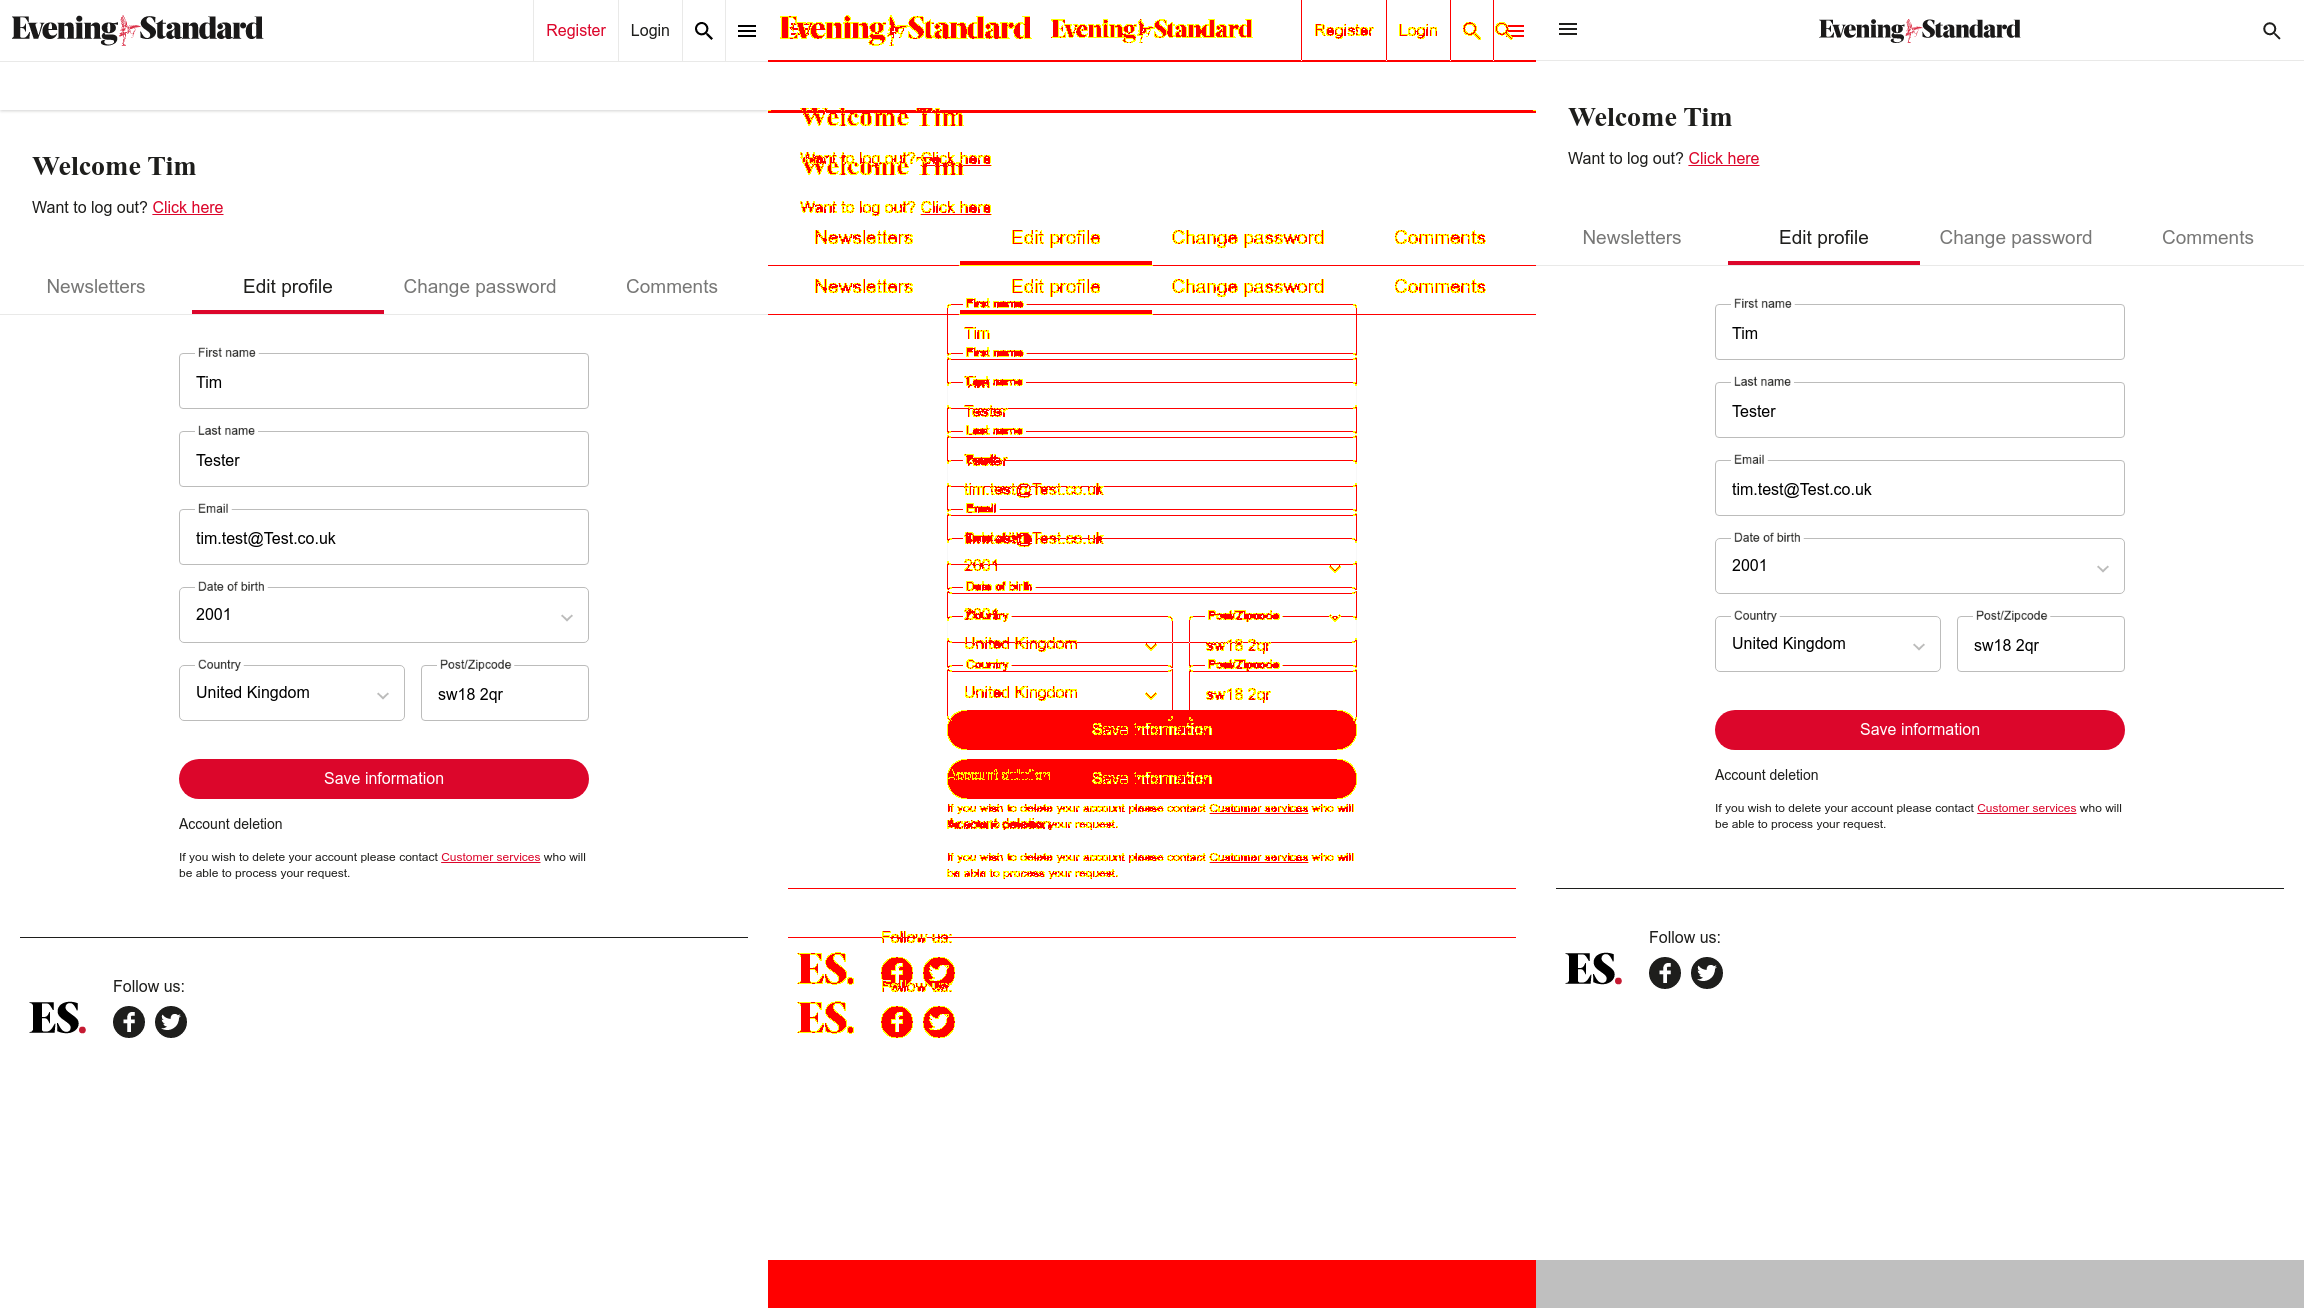 Evening Standard
Register
Login
Welcome Tim
Want to log out? Click here
Newsletters
Edit profile
Change password
Comments
First name
Tim
Last name
Tester
Email
tim.test@Test.co.uk
Date of birth
2001
Country
United Kingdom
Post/Zipcode
sw18 2qr
Save information
Account deletion
If you wish to delete your account please contact Customer services who will
be able to process your request.
Follow us:
ES.
Evening Standard
Evening Standard
Register
Login
Welcome Tim
Want to log out? Click here
Welcome Tim
Want to log out? Click here
Newsletters
Edit profile
Change password
Comments
Newsletters
Edit profile
Change password
Comments
First name
Tim
First name
Last name
Tester
Last name
Tester
tim.test@Test.co.uk
Email
tim.test@Test.co.uk
2001
Date of birth
2001
Country
Post/Zipcode
United Kingdom
sw18 2qr
Country
Post/Zipcode
United Kingdom
sw18 2qr
Save information
Account deletion
Save information
If you wish to delete your account please contact Customer services who will
Account deletion
your request.
If you wish to delete your account please contact Customer services who will
be able to process your request.
Follow us:
ES.
Follow us:
ES.
Evening Standard
Welcome Tim
Want to log out? Click here
Newsletters
Edit profile
Change password
Comments
First name
Tim
Last name
Tester
Email
tim.test@Test.co.uk
Date of birth
2001
Country
United Kingdom
Post/Zipcode
sw18 2qr
Save information
Account deletion
If you wish to delete your account please contact Customer services who will
be able to process your request.
Follow us:
ES.